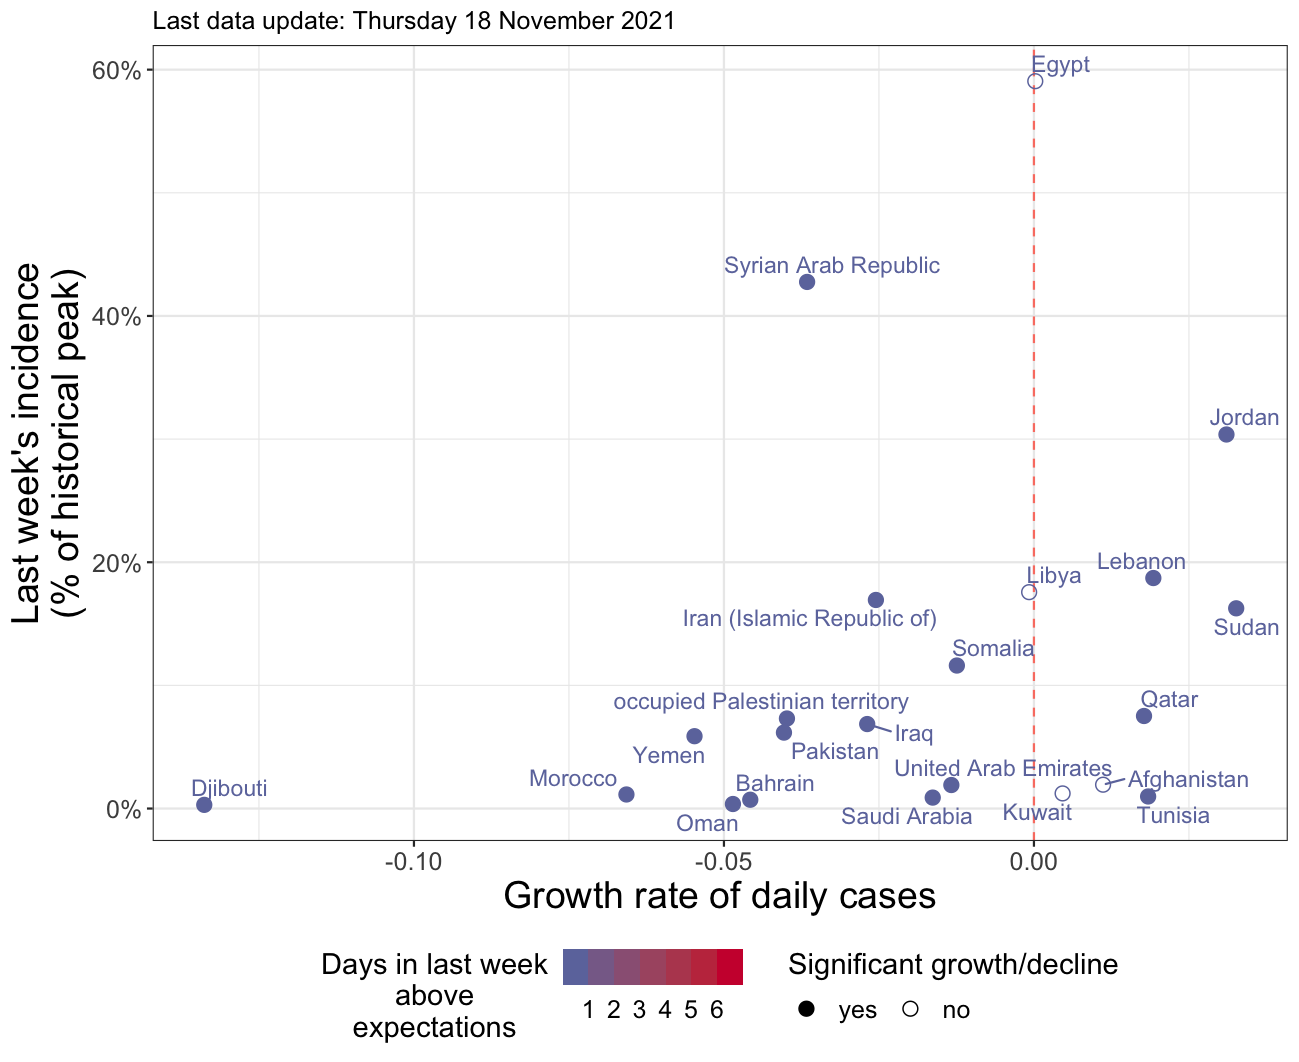 Last data update: Thursday 18 November 2021
Last week's incidence
(% of historical peak)
60%
40%
20%
0%
Egypt
Syrian Arab Republic
Jordan
Lebanon
Libya
Iran (Islamic Republic of)
Sudan
Somalia
occupied Palestinian territory
Qatar
Iraq
Yemen
Pakistan
United Arab Emirates
Morocco
Afghanistan
Djibouti
Bahrain
Kuwait
Oman
Saudi Arabia
Tunisia
-0.10
-0.05
0.00
Growth rate of daily cases
Days in last week
above
expectations
1 2 3 4 5 6
Significant growth/decline
yes
no